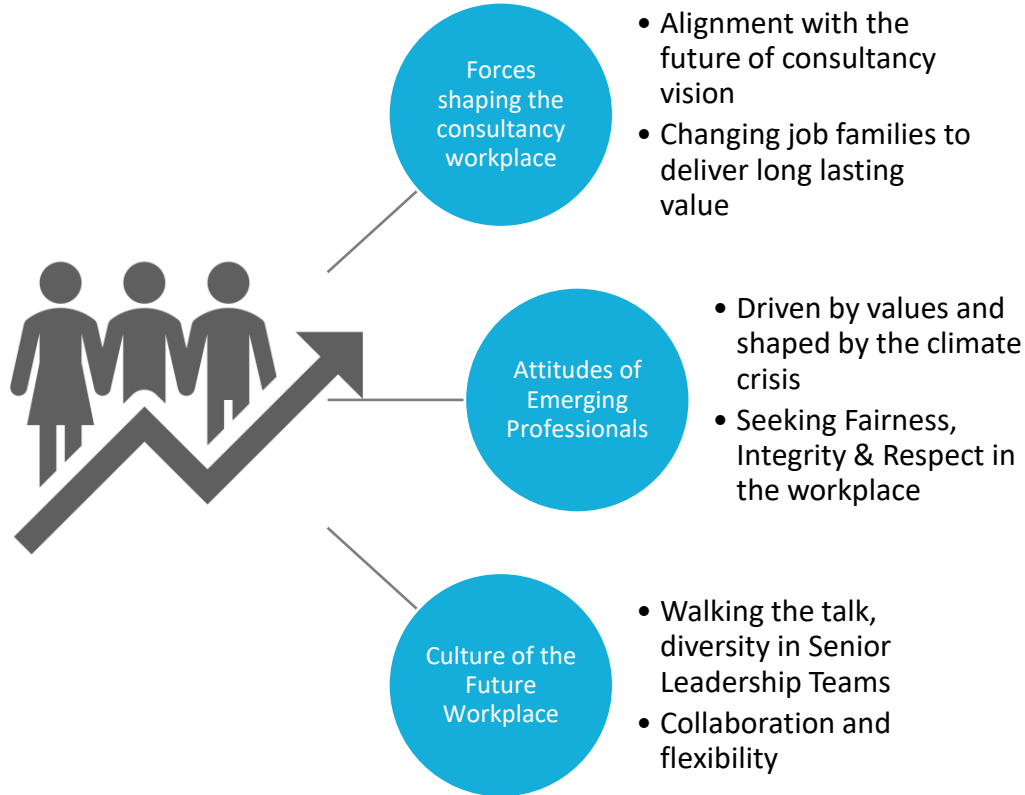 Forces
shaping the
consultancy
workplace
• Alignment with the
future of consultancy
vision
• Changing job families to
deliver long lasting
value
Attitudes of
Emerging
Professionals
• Driven by values and
shaped by the climate
crisis
• Seeking Fairness,
Integrity & Respect in
the workplace
Culture of the
Future
Workplace
• Walking the talk,
diversity in Senior
Leadership Teams
• Collaboration and
flexibility